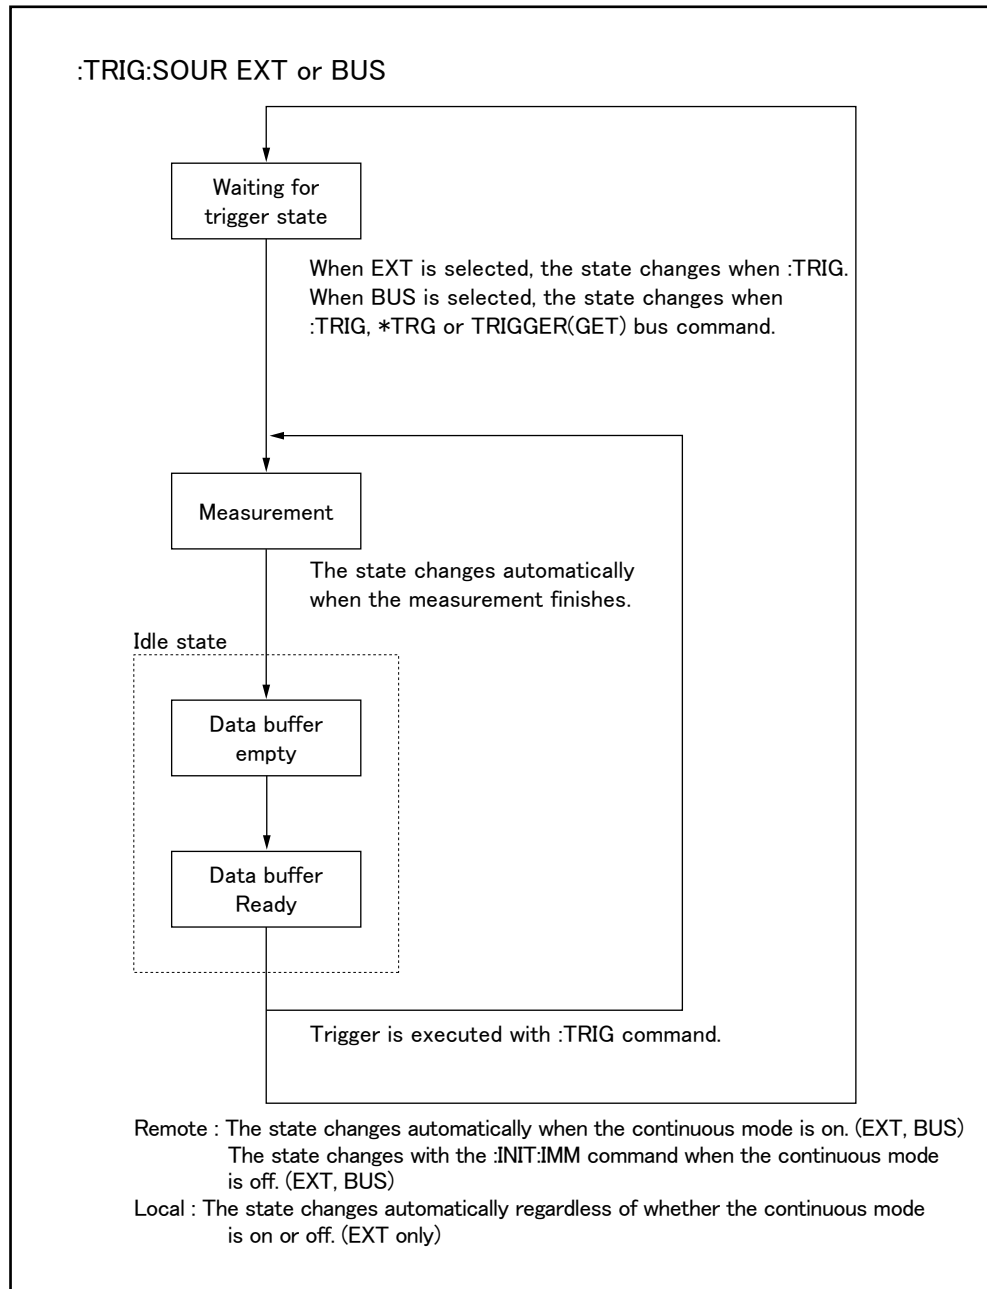 :TRIG:SOUR EXT or BUS
Waiting for
trigger state
When EXT is selected, the state changes when :TRIG.
When BUS is selected, the state changes when
:TRIG, *TRG or TRIGGER(GET) bus command.
Measurement
The state changes automatically
when the measurement finishes.
Idle state
Data buffer
empty
Data buffer
Ready
Trigger is executed with :TRIG command.
Remote : The state changes automatically when the continuous mode is on. (EXT, BUS)
The state changes with the :INIT:IMM command when the continuous mode
is off. (EXT, BUS)
Local : The state changes automatically regardless of whether the continuous mode
is on or off. (EXT only)